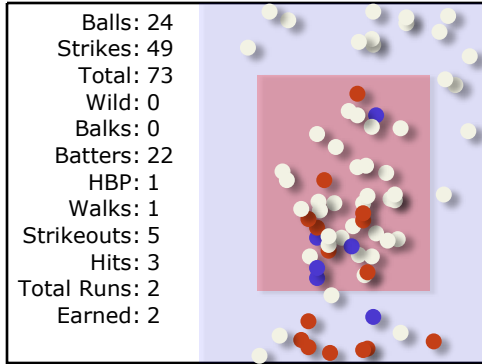 Balls: 24
Strikes: 49
Total: 73
Wild: 0
Balks: 0
Batters: 22
HBP: 1
Walks: 1
Strikeouts: 5
Hits: 3
Total Runs: 2
Earned: 2